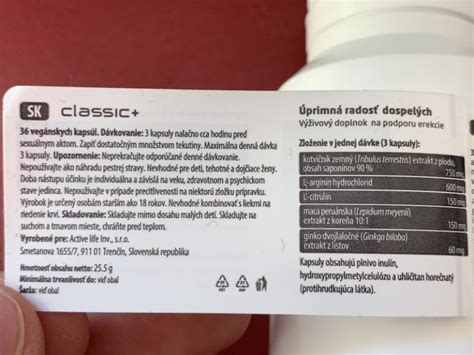 SK classic+
36 vegánskych kapsúl. Dávkovanie: 3 kapsuly nalačno cca hodinu pred
sexuálnym aktom. Zapiť dostatočným množstvom tekutiny. Maximálna denná dávka
3 kapsuly. Upozornenie: Neprekračujte odporúčané denné dávkovanie.
Nepoužívajte ako náhradu pestrej stravy. Nevhodné pre deti, tehotné a dojčiace ženy.
Doba nástupu účinku je individuálna a závislá na veku, zdravotnom a psychickom
stave jedinca. Nepoužívať v prípade precitlivenosti na niektorú zložku prípravku.
Výrobok je určený osobám starším ako 18 rokov. Nevhodné kombinovať s liekmi na
riedenie krvi. Skladovanie: Skladujte mimo dosahu malých detí. Skladujte na
suchom a tmavom mieste, chráňte pred teplom.
Vyrobené pre: Active life Inv., s.r.o.
Smetanova 1655/7, 911 01 Trenčín, Slovenská republika
Hmotnosť obsahu netto: 25.5 g
Minimálna trvanlivosť do: viď obal
Šarža: viď obal
Úprimná radosť dospelých
Výživový doplnok na podporu erekcie
Zloženie v jednej dávke (3 kapsuly):
kotvičník zemný (Tribulus terrestris) extrakt z plodu,
obsah saponínov 90 %
750 mg
L-arginín hydrochlorid
600 mg
L-citrulín
150 mg
maca peruánska (Lepidium meyenii)
extrakt z koreňa 10:1
150 mg
ginko dvojlaločné (Ginkgo biloba)
extrakt z listov
60 mg
Kapsuly obsahujú plnivo inulín,
hydroxypropylmetylcelulózu a uhličitan horečnatý
(protihrudkujúca látka).